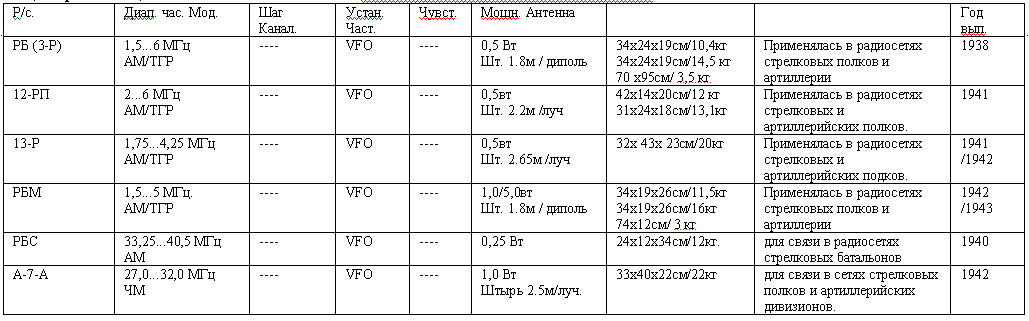 Р/с. Диап. час. Мод. Шаг Канал. Устан. Част. Чувст. Мощн. Антенна Год вып.
РБ (3-Р) 1,5...6 МГц ---- VFO ---- 0,5 Вт 34х24х19см/10,4кг Применялась в радиосетях 1938
АМ/ТГР Шт. 1.8м / диполь 34х24х19см/14,5 кг стрелковых полков и
70 х95см/ 3,5 кг артиллерии
12-РП 2...6 МГц ---- VFO ---- 0,5вт 42х14х20см/12 кг Применялась в радиосетях 1941
АМ/ТГР Шт. 2.2м /луч 31х24х18см/13,1кг стрелковых и
артиллерийских полков.
13-Р 1,75...4,25 МГц ---- VFO ---- 0,5вт 32х 43х 23см/20кг Применялась в радиосетях 1941
АМ/ТГР Шт. 2.65м /луч стрелковых и /1942
артиллерийских подков.
РБМ 1,5...5 МГц. ---- VFO ---- 1,0/5,0вт 34х19х26см/11,5кг Применялась в радиосетях 1942
АМ/ТГР Шт. 1.8м / диполь 34х19х26см/16кг стрелковых полков и /1943
74х12см/ 3 кг артиллерии
РБС 33,25...40,5 МГц ---- VFO ---- 0,25 Вт 24х12х34см/12кг. для связи в радиосетях 1940
АМ стрелковых батальонов
А-7-А 27,0...32,0 МГц ---- VFO ---- 1,0 Вт 33х40х22см/22кг для связи в сетях стрелковых 1942
ЧМ Штырь 2.5м/луч. полков и артиллерийских
дивизионов.